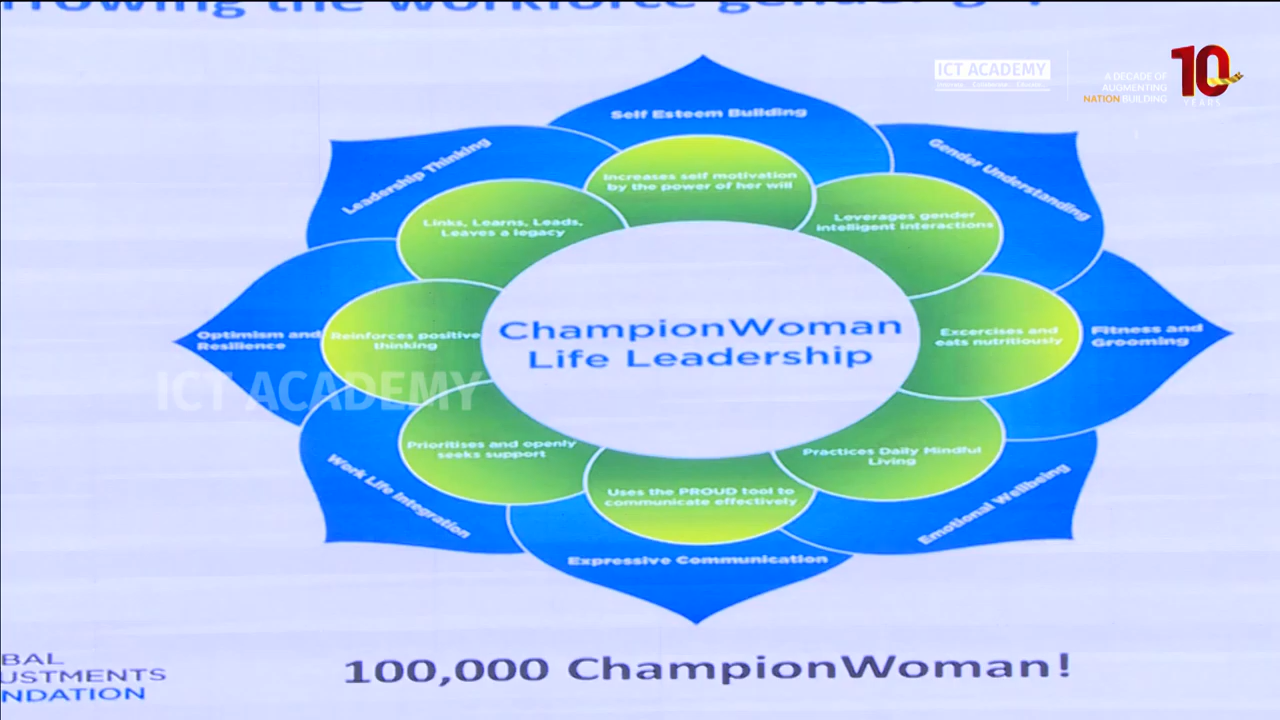 the workforce
ICT ACADEMY
A DECADE OF
AUGMENTING
NATION BUILDING
10
YEARS
Self Esteem Building
Increases self motivation
by the power of her will
Gender Understanding
Leverages gender
intelligent interactions
Fitness and
Grooming
Excercises and
eats nutritiously
Emotional Wellbeing
Practices Daily Mindful
Living
Expressive Communication
Uses the PROUD tool to
communicate effectively
Work Life Integration
Prioritises and openly
seeks support
Optimism and
Resilience
Reinforces positive
thinking
Leadership Thinking
Links, Learns, Leads,
Leaves a legacy
ChampionWoman
Life Leadership
ICT ACADEMY
BAL
USTMENTS
NDATION
100,000 ChampionWoman!